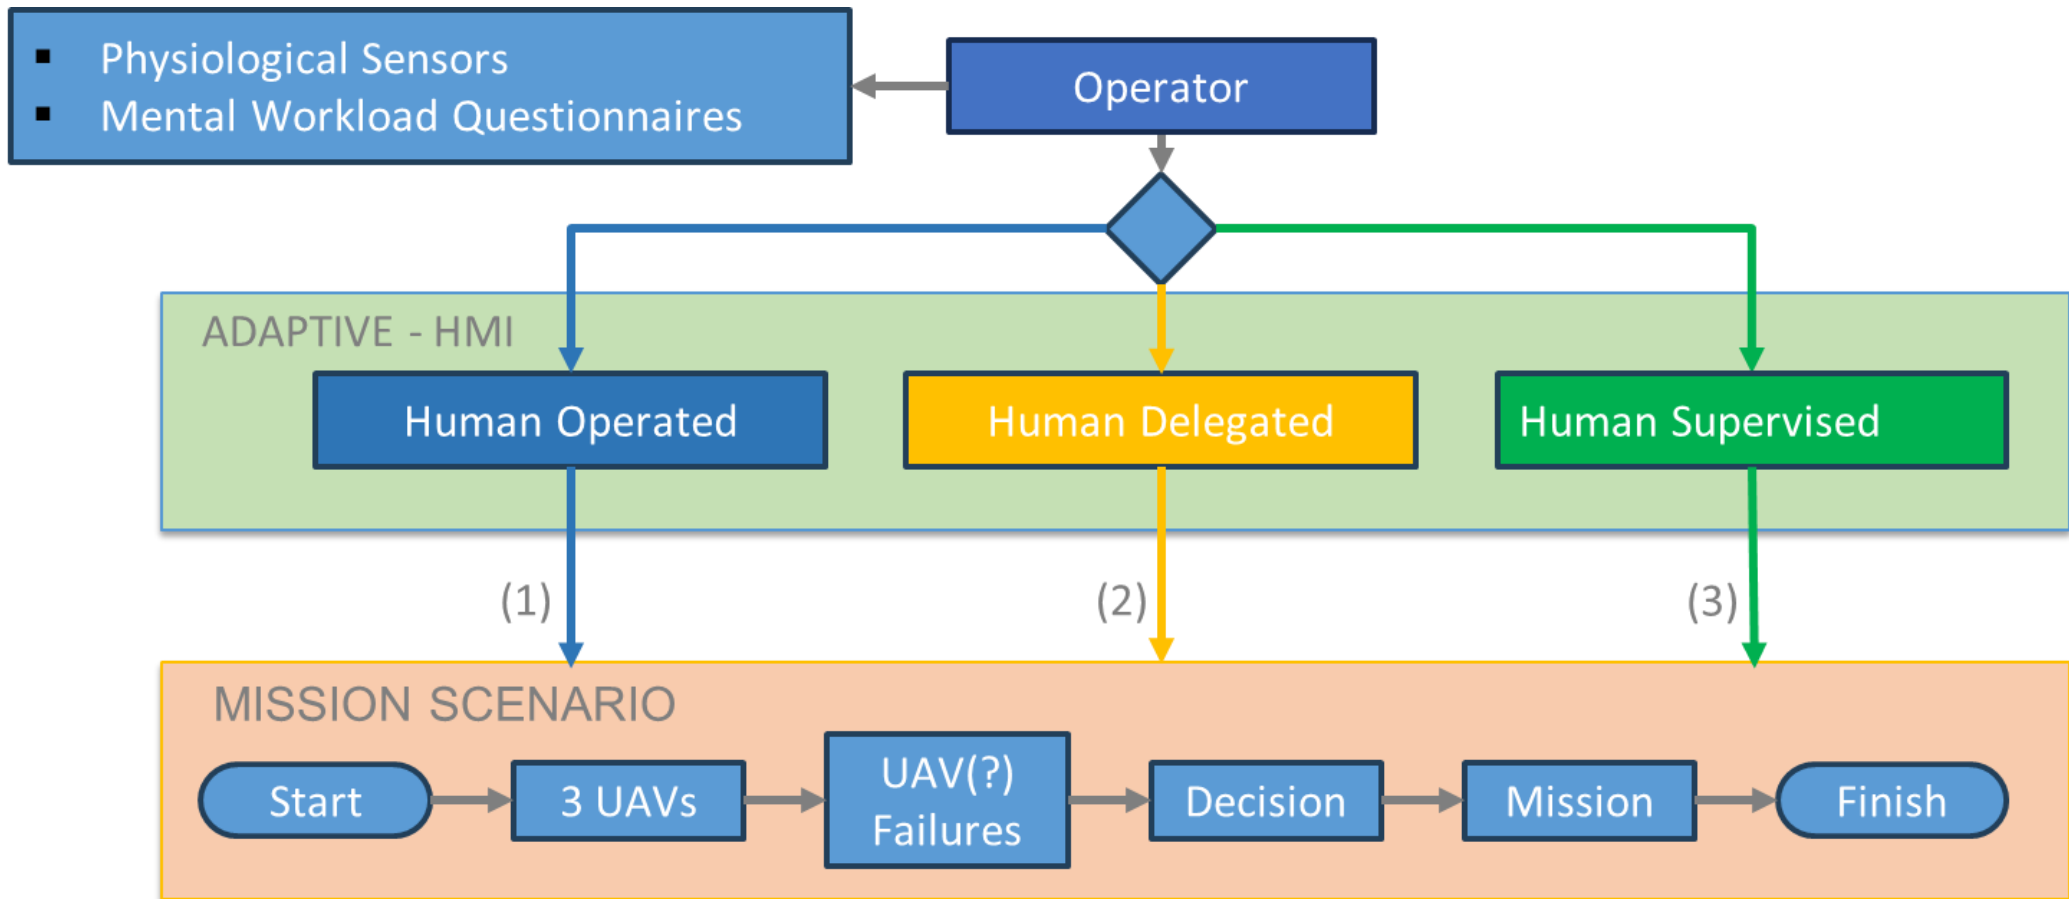 ▪ Physiological Sensors
▪ Mental Workload Questionnaires
Operator
ADAPTIVE - HMI
Human Operated
Human Delegated
Human Supervised
(1)
(2)
(3)
MISSION SCENARIO
Start
3 UAVs
UAV(?)
Failures
Decision
Mission
Finish